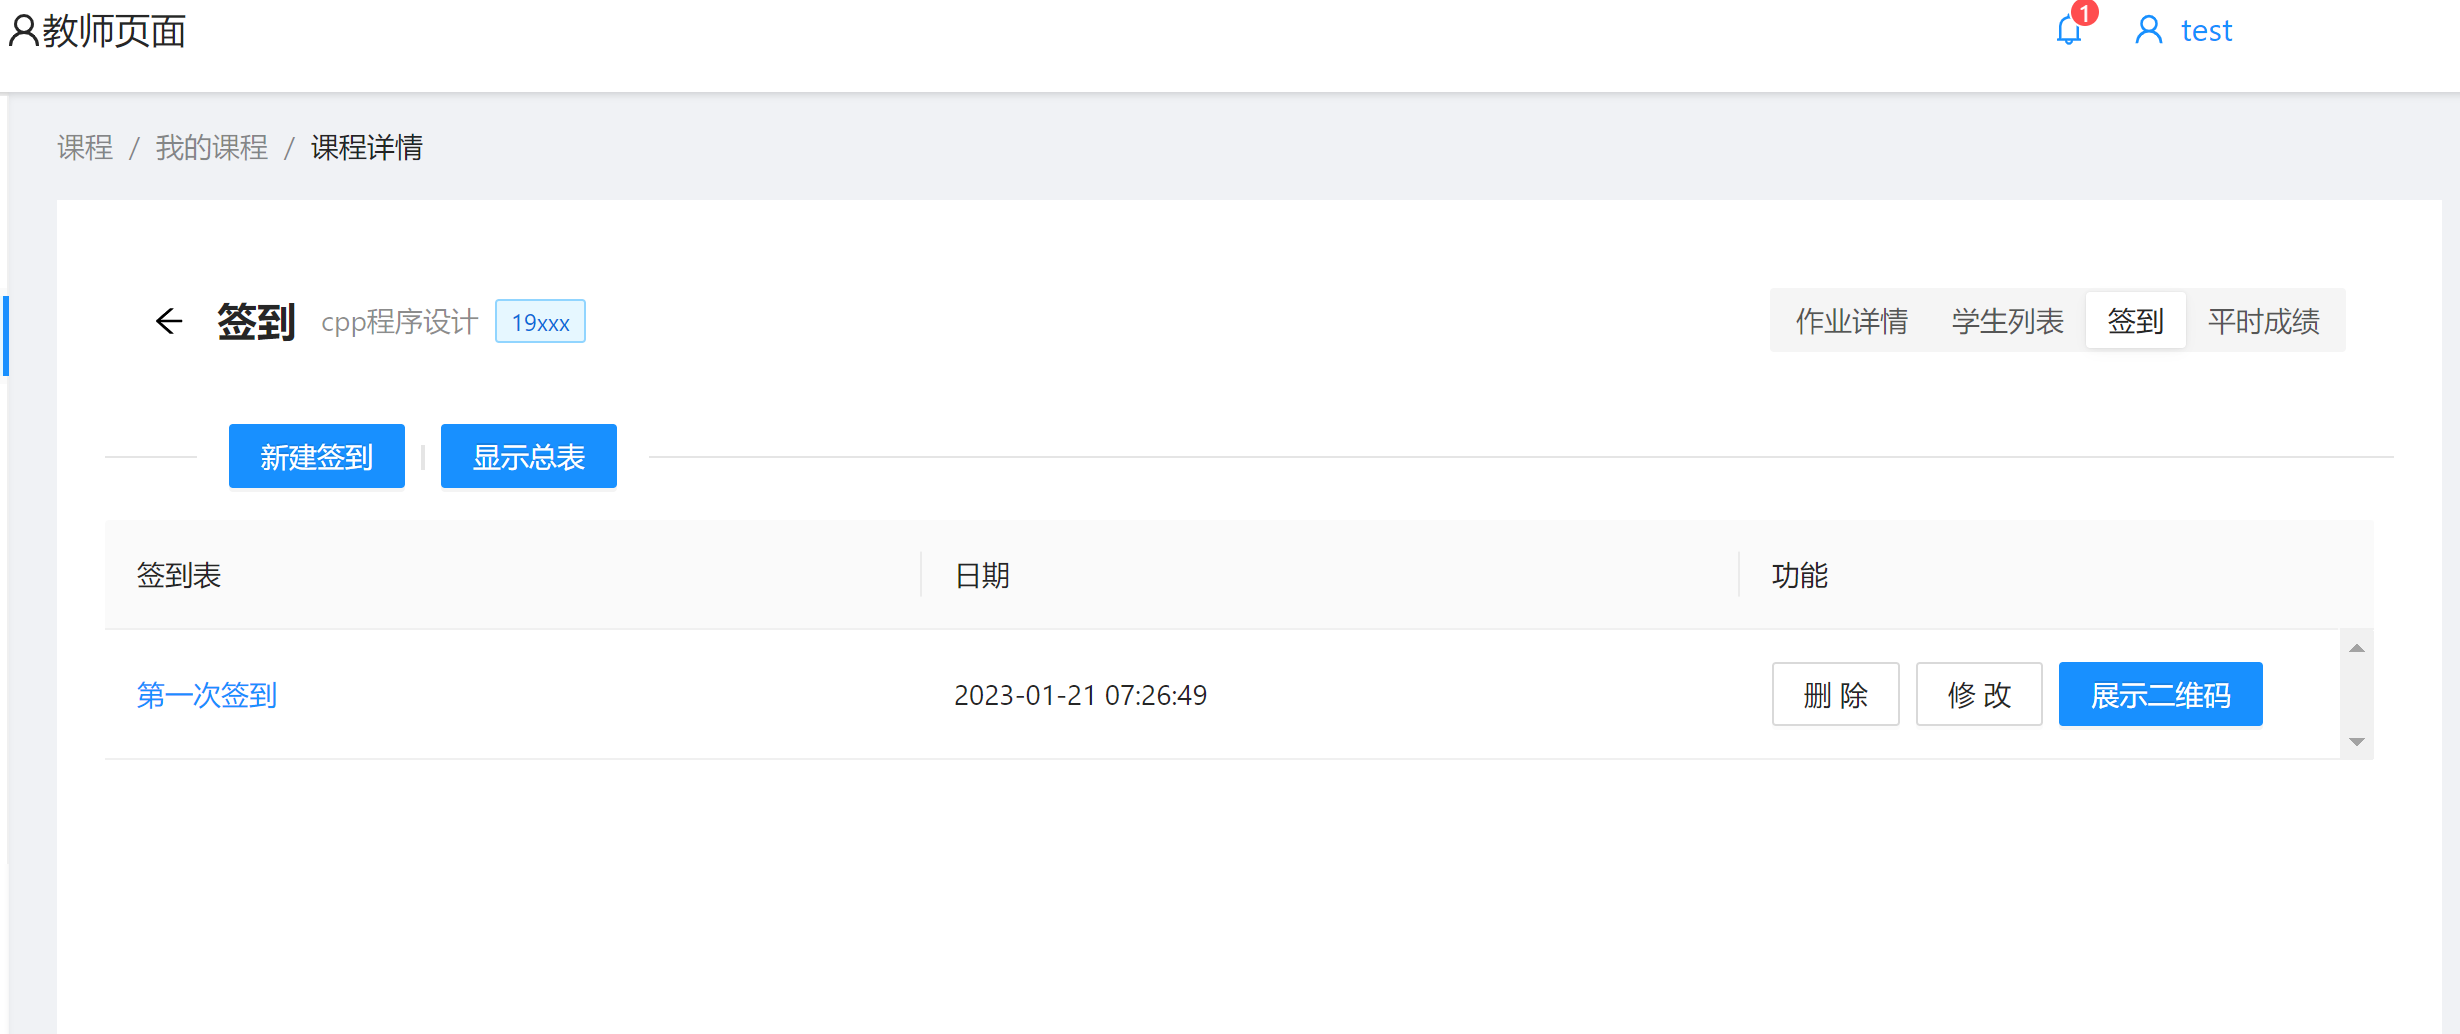 教师页面 1 test
课程 / 我的课程 / 课程详情
签到 cpp程序设计 19xxx 作业详情 学生列表 签到 平时成绩
新建签到 显示总表
签到表 日期 功能
第一次签到 2023-01-21 07:26:49 删 除 修 改 展示二维码